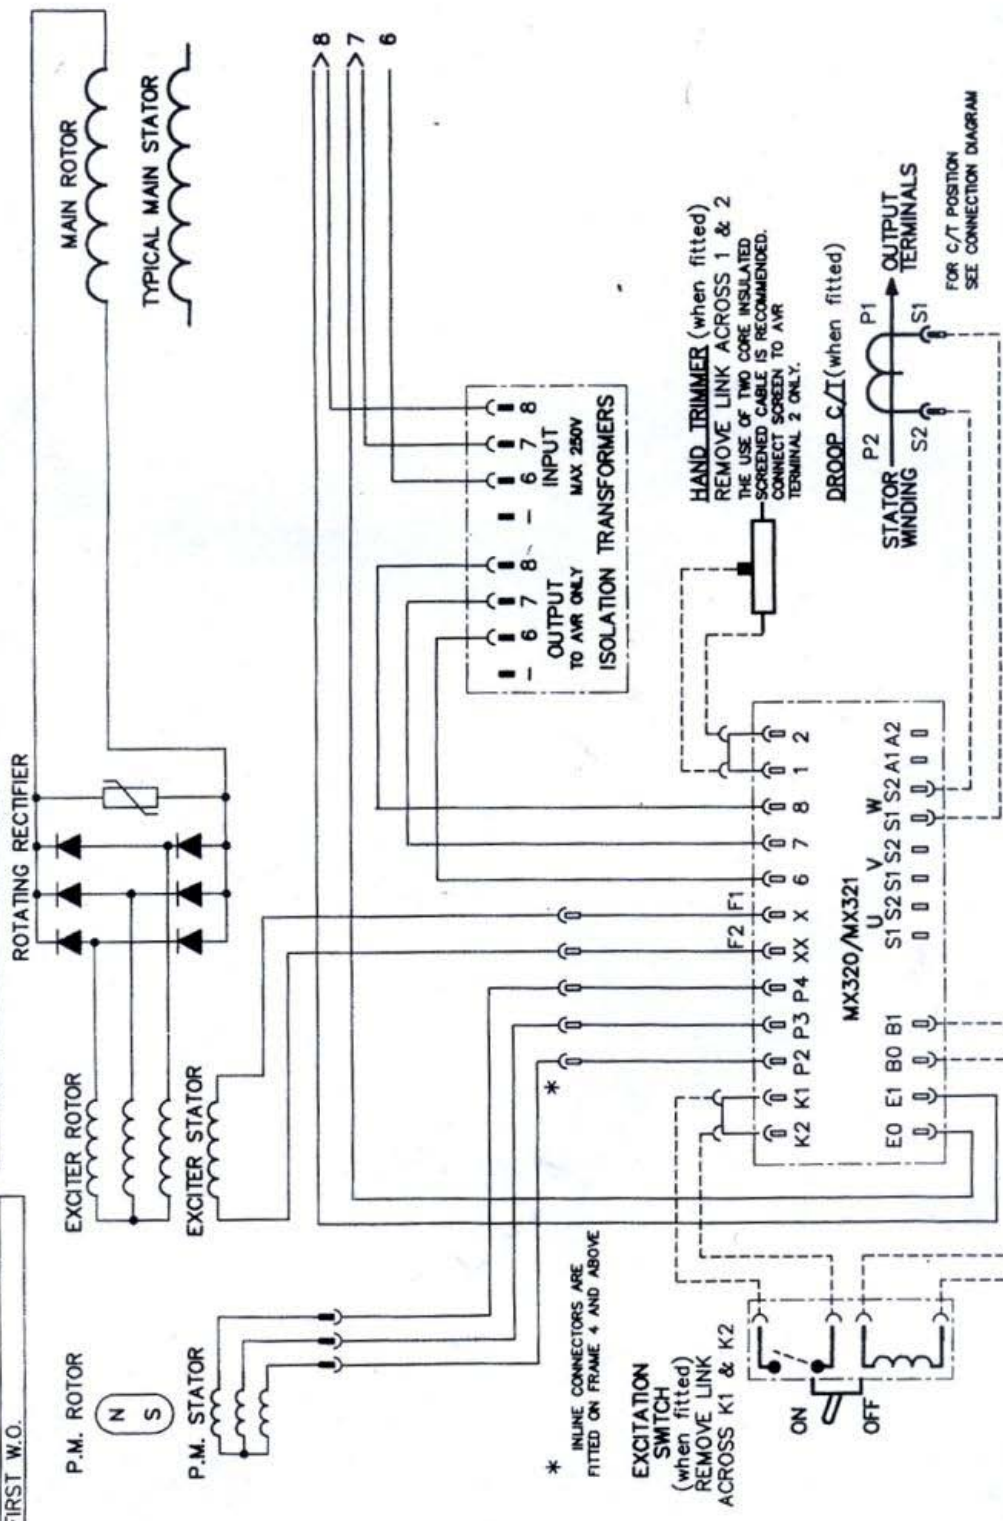 FIRST W.O.
P.M. ROTOR
N
S
P.M. STATOR
EXCITER ROTOR
EXCITER STATOR
ROTATING RECTIFIER
MAIN ROTOR
TYPICAL MAIN STATOR
8
7
6
* INLINE CONNECTORS ARE
FITTED ON FRAME 4 AND ABOVE
*
EXCITATION
SWITCH
(when fitted)
REMOVE LINK
ACROSS K1 & K2
ON
OFF
F2 F1
K2 K1 P2 P3 P4 XX X 6 7 8 1 2
MX320/MX321
U V W
E0 E1 B0 B1 S1 S2 S1 S2 S1 S2 A1 A2
- 6 7 8 - 6 7 8
OUTPUT
TO AVR ONLY
INPUT
MAX 250V
ISOLATION TRANSFORMERS
HAND TRIMMER (when fitted)
REMOVE LINK ACROSS 1 & 2
THE USE OF TWO CORE INSULATED
SCREENED CABLE IS RECOMMENDED.
CONNECT SCREEN TO AVR
TERMINAL 2 ONLY.
DROOP C/T (when fitted)
P2 P1
STATOR
WINDING
OUTPUT
TERMINALS
S2 S1
FOR C/T POSITION
SEE CONNECTION DIAGRAM